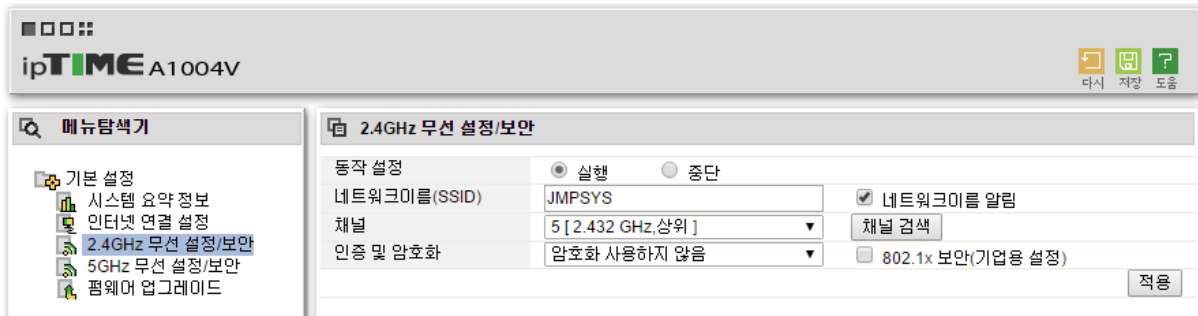 ipTIME A1004V
다시 저장 도움
메뉴탐색기
기본 설정
시스템 요약 정보
인터넷 연결 설정
2.4GHz 무선 설정/보안
5GHz 무선 설정/보안
펌웨어 업그레이드
2.4GHz 무선 설정/보안
동작 설정 실행 중단
네트워크이름(SSID) JMPSYS 네트워크이름 알림
채널 5 [ 2.432 GHz,상위 ] 채널 검색
인증 및 암호화 암호화 사용하지 않음 802.1x 보안(기업용 설정)
적용